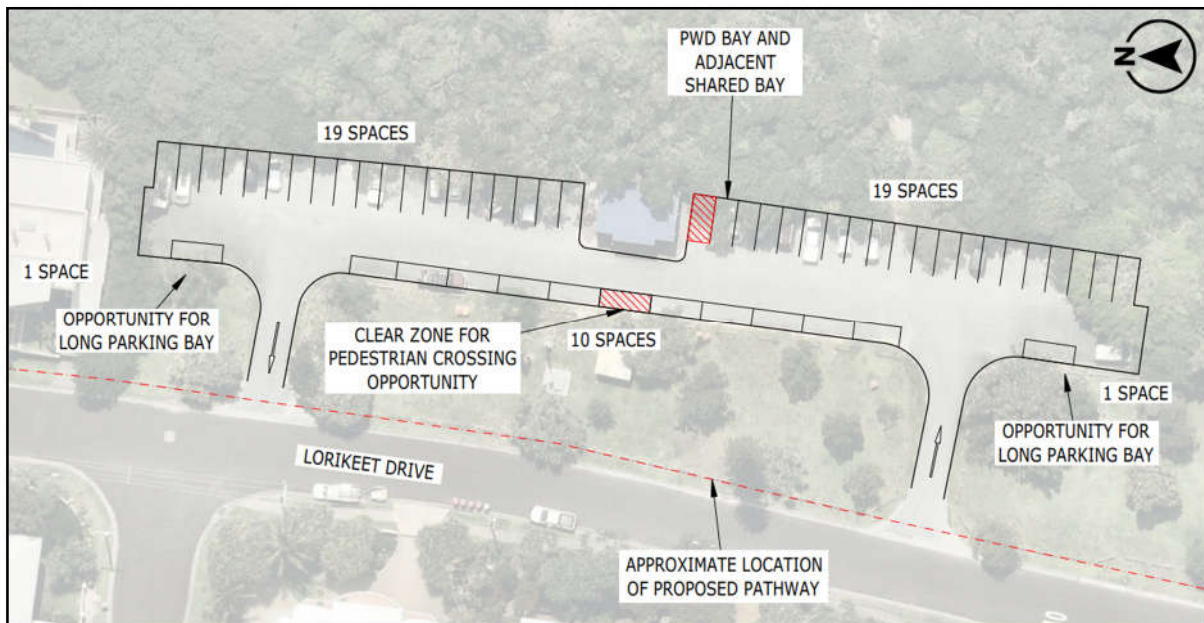 PWD BAY AND
ADJACENT
SHARED BAY
N
19 SPACES
19 SPACES
1 SPACE
OPPORTUNITY FOR
LONG PARKING BAY
CLEAR ZONE FOR
PEDESTRIAN CROSSING
OPPORTUNITY
10 SPACES
1 SPACE
OPPORTUNITY FOR
LONG PARKING BAY
LORIKEET DRIVE
APPROXIMATE LOCATION
OF PROPOSED PATHWAY